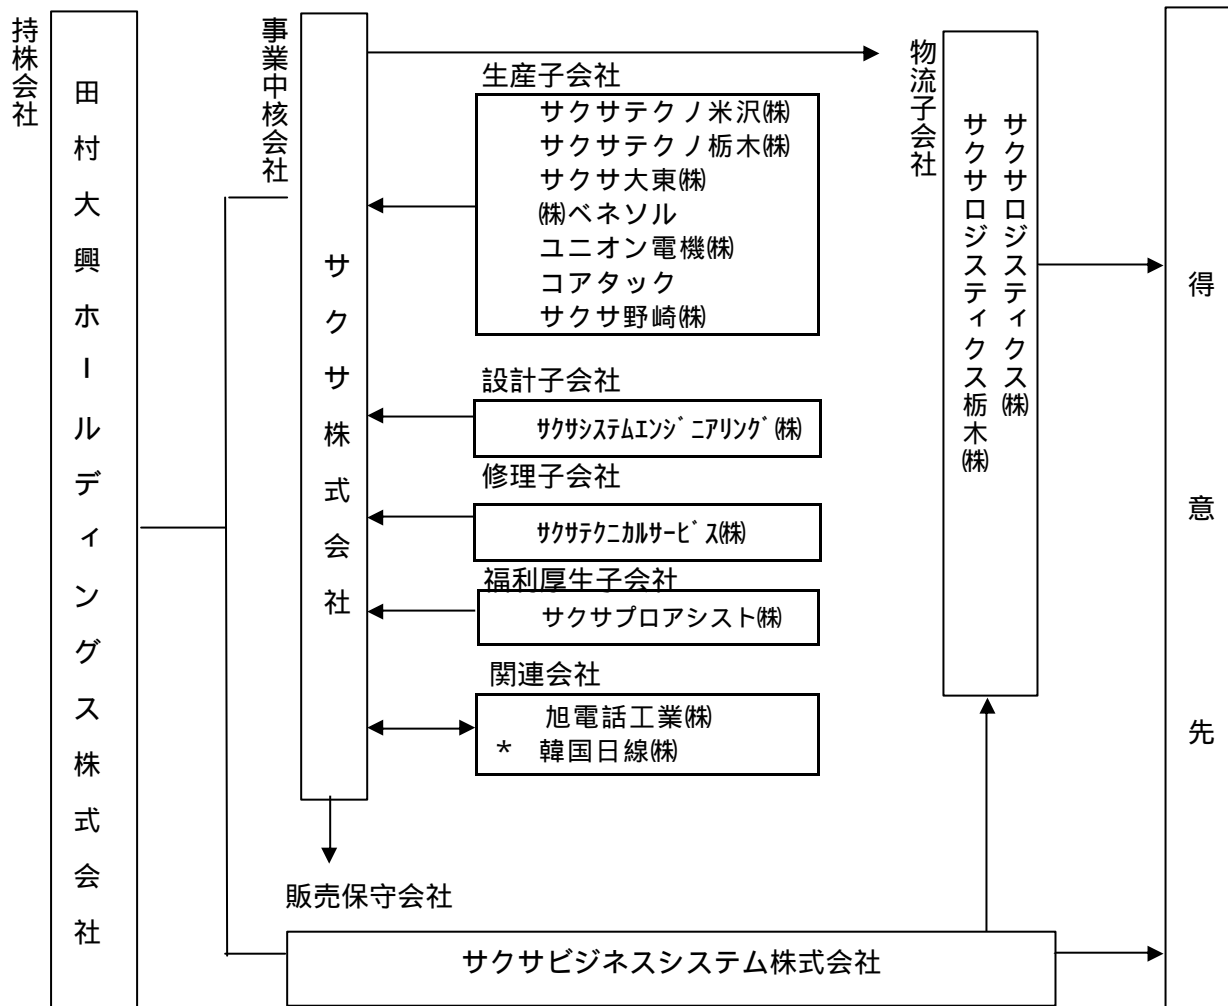 持株会社
田村大興ホールディングス株式会社
事業中核会社
サクサ株式会社
生産子会社
サクサテクノ米沢㈱
サクサテクノ栃木㈱
サクサ大東㈱
㈱ベネソル
ユニオン電機㈱
コアタック
サクサ野崎㈱
設計子会社
ｻｸｻｼｽﾃﾑｴﾝｼﾞﾆｱﾘﾝｸﾞ㈱
修理子会社
ｻｸｻﾃｸﾆｶﾙｻｰﾋﾞｽ㈱
福利厚生子会社
サクサプロアシスト㈱
関連会社
旭電話工業㈱
* 韓国日線㈱
物流子会社
サクサロジスティクス㈱
サクサロジスティクス栃木㈱
得意先
販売保守会社
サクサビジネスシステム株式会社